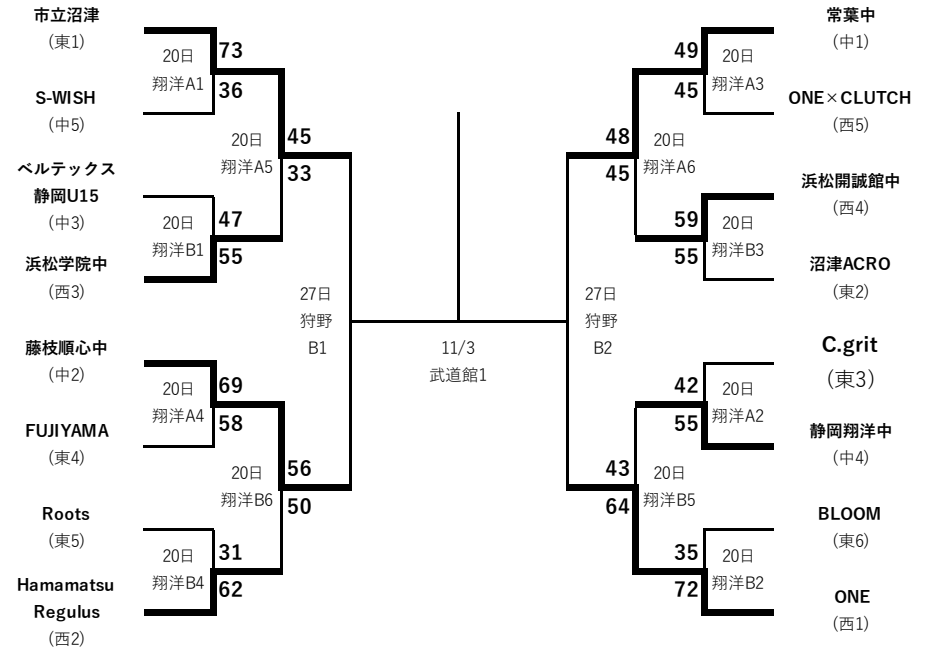 市立沼津
（東1）
S-WISH
（中5）
ベルテックス
静岡U15
（中3）
浜松学院中
（西3）
藤枝順心中
（中2）
FUJIYAMA
（東4）
Roots
（東5）
Hamamatsu
Regulus
（西2）
20日
翔洋A1
73
36
20日
翔洋B1
47
55
20日
翔洋A4
69
58
20日
翔洋B4
31
62
20日
翔洋A5
45
33
20日
翔洋B6
56
50
27日
狩野
B1
11/3
武道館1
27日
狩野
B2
48
45
20日
翔洋A6
43
64
20日
翔洋B5
49
45
20日
翔洋A3
59
55
20日
翔洋B3
42
55
20日
翔洋A2
35
72
20日
翔洋B2
常葉中
（中1）
ONE×CLUTCH
（西5）
浜松開誠館中
（西4）
沼津ACRO
（東2）
C.grit
（東3）
静岡翔洋中
（中4）
BLOOM
（東6）
ONE
（西1）